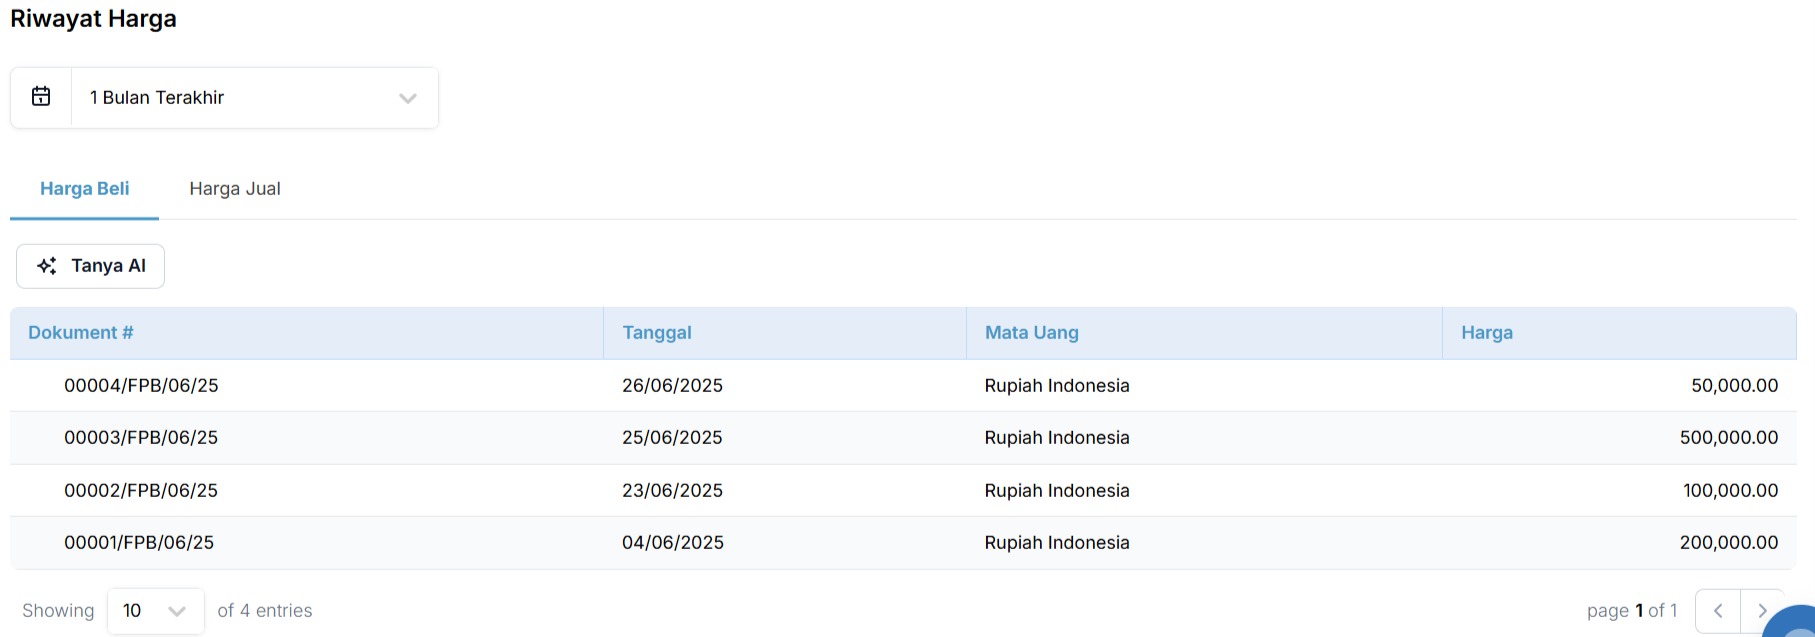 Riwayat Harga
1 Bulan Terakhir
Harga Beli Harga Jual
Tanya AI
Dokument # Tanggal Mata Uang Harga
00004/FPB/06/25 26/06/2025 Rupiah Indonesia 50,000.00
00003/FPB/06/25 25/06/2025 Rupiah Indonesia 500,000.00
00002/FPB/06/25 23/06/2025 Rupiah Indonesia 100,000.00
00001/FPB/06/25 04/06/2025 Rupiah Indonesia 200,000.00
Showing 10 of 4 entries page 1 of 1